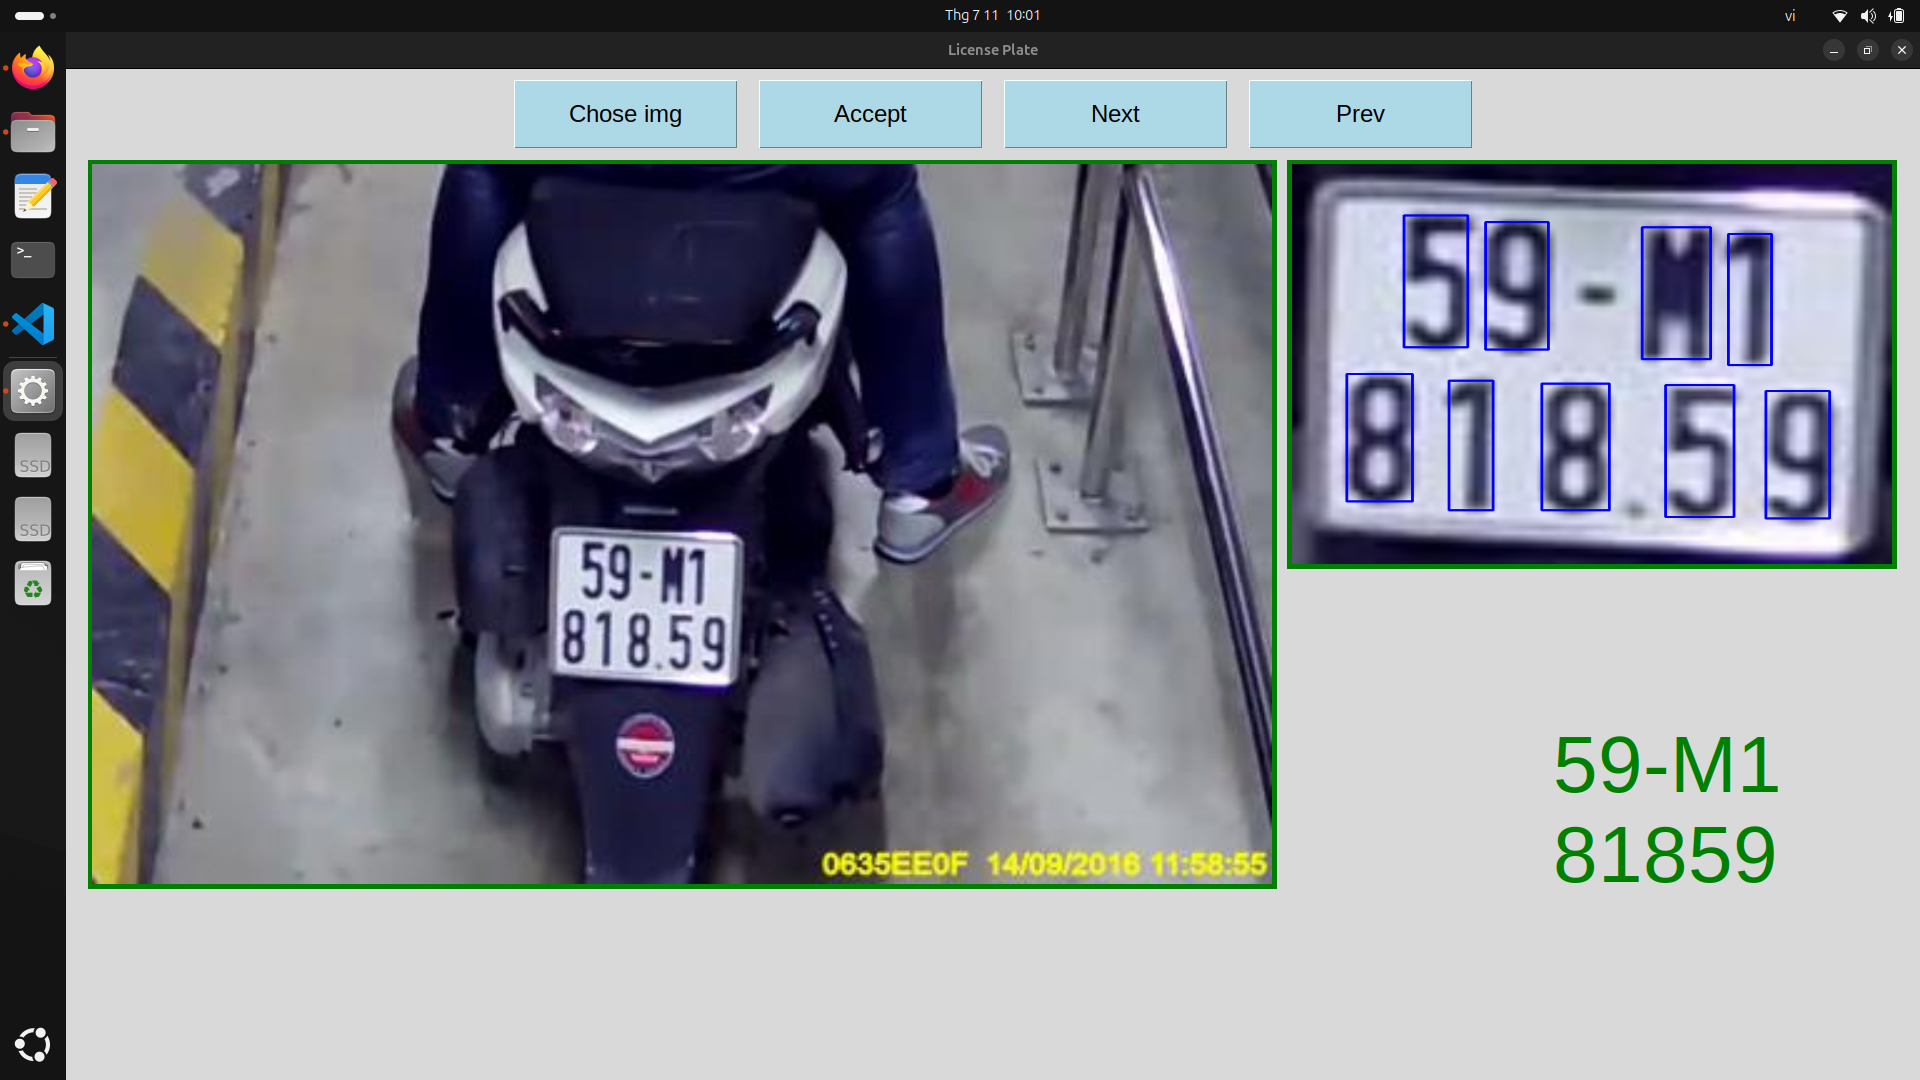 Thg 7 11 10:01
vi
License Plate
Chose img
Accept
Next
Prev
>_
SSD
SSD
59-M1
818.59
0635EE0F 14/09/2016 11:58:55
59-M1
818.59
59-M1
81859